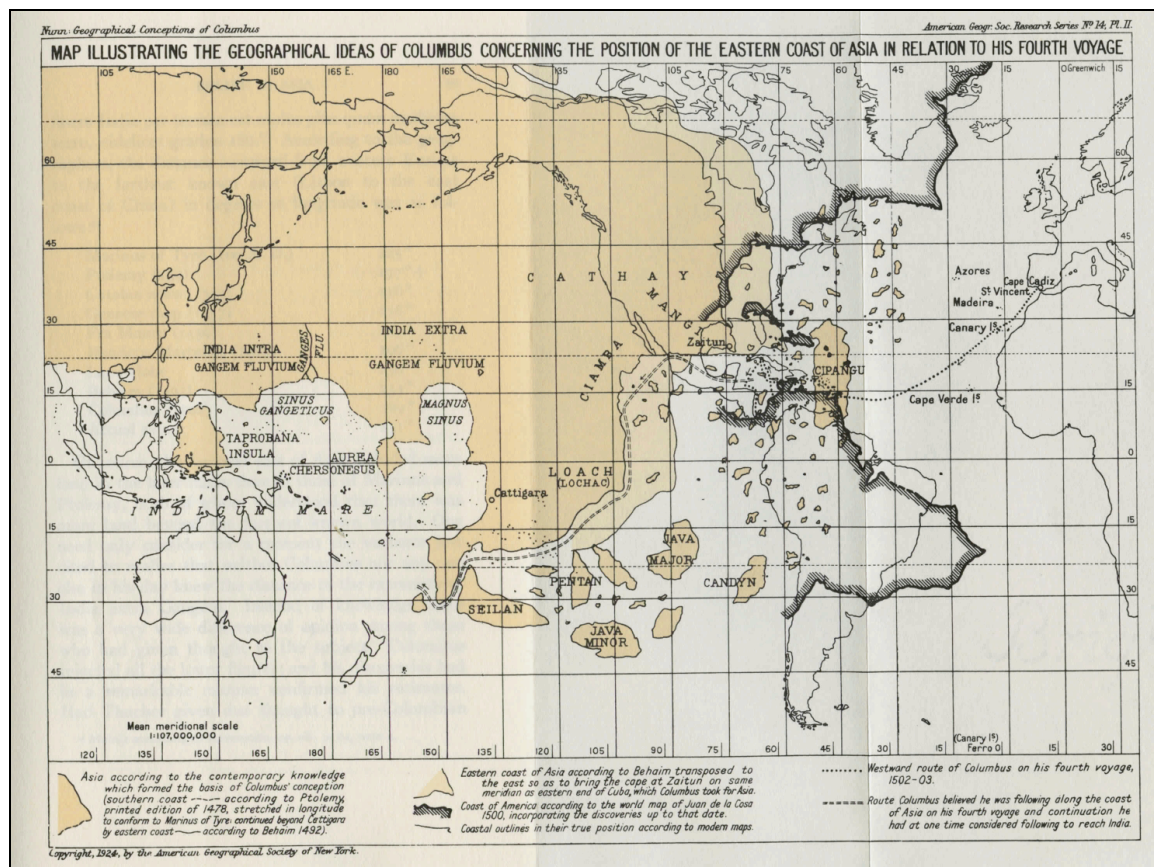 Nunn: Geographical Conceptions of Columbus
American Geogr. Soc. Research Series Nº 14, Pl. II.
MAP ILLUSTRATING THE GEOGRAPHICAL IDEAS OF COLUMBUS CONCERNING THE POSITION OF THE EASTERN COAST OF ASIA IN RELATION TO HIS FOURTH VOYAGE
105 150 165 E. 180 165 135 105 75 60 45 30 15 0 Greenwich 15
60 60
45 45
CATHAY
MANGI
Azores
Cape Cadiz
St Vincent
Madeira
30 30
INDIA EXTRA
GANGEM FLUVIUM
INDIA INTRA
GANGEM FLUVIUM
GANGES FLU.
Zaitun
Canary Is
CIAMBA
CIPANGU
15 15
SINUS
GANGETICUS
MAGNUS
SINUS
Cape Verde Is
TAPROBANA
INSULA
AUREA
CHERSONESUS
0 0
LOACH
(LOCHAC)
Cattigara
INDICUM MARE
15 15
JAVA
MAJOR
PENTAN
CANDYN
30 30
SEILAN
JAVA
MINOR
45 45
Mean meridional scale
1:107,000,000
(Canary Is)
120 135 150 165 180 165 150 135 120 105 90 75 60 45 30 15 Ferro 0 15 30
Asia according to the contemporary knowledge
which formed the basis of Columbus' conception
(southern coast according to Ptolemy,
printed edition of 1478, stretched in longitude
to conform to Marinus of Tyre; continued beyond Cattigara
by eastern coast according to Behaim 1492).
Eastern coast of Asia according to Behaim transposed to
the east so as to bring the cape at Zaitun on same
meridian as eastern end of Cuba, which Columbus took for Asia.
Coast of America according to the world map of Juan de la Cosa
1500, incorporating the discoveries up to that date.
Coastal outlines in their true position according to modern maps.
Westward route of Columbus on his fourth voyage,
1502-03.
Route Columbus believed he was following along the coast
of Asia on his fourth voyage and continuation he
had at one time considered following to reach India.
Copyright, 1924, by the American Geographical Society of New York.